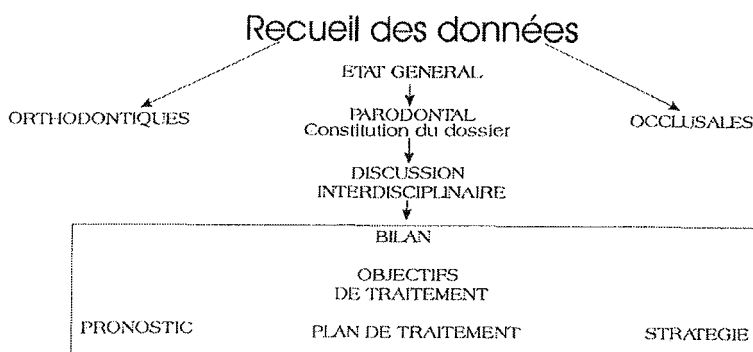 Recueil des données
ETAT GENERAL
ORTHODONTIQUES
PARODONTAL
Constitution du dossier
OCCLUSALES
DISCUSSION
INTERDISCIPLINAIRE
BILAN
OBJECTIFS
DE TRAITEMENT
PRONOSTIC
PLAN DE TRAITEMENT
STRATEGIE